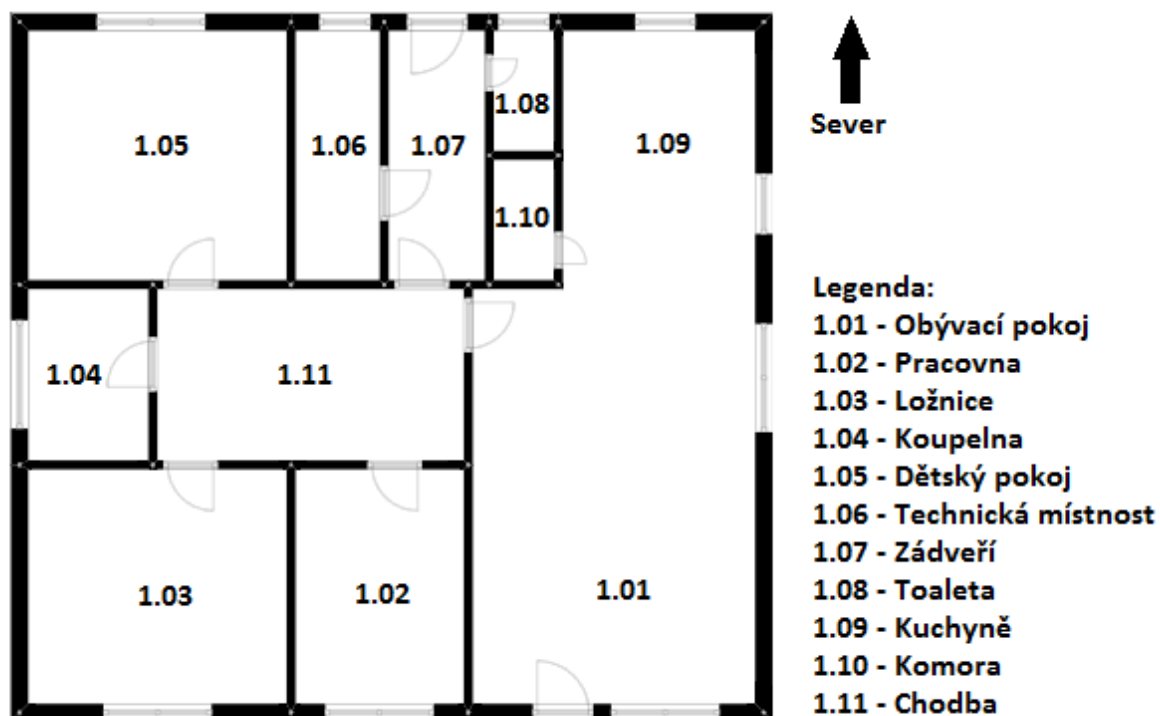 1.05
1.06
1.07
1.08
1.09
1.10
1.04
1.11
1.03
1.02
1.01
Sever
Legenda:
1.01 - Obývací pokoj
1.02 - Pracovna
1.03 - Ložnice
1.04 - Koupelna
1.05 - Dětský pokoj
1.06 - Technická místnost
1.07 - Zádveří
1.08 - Toaleta
1.09 - Kuchyně
1.10 - Komora
1.11 - Chodba